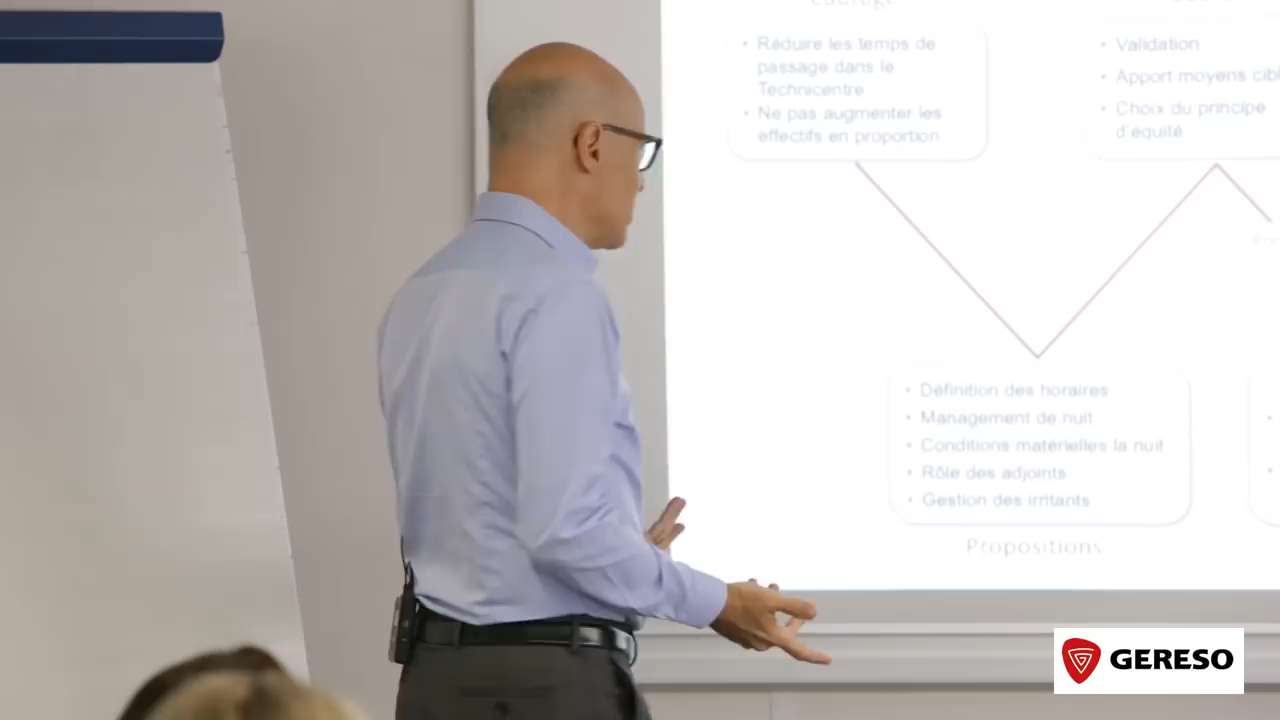 Cadrage
• Réduire les temps de
passage dans le
Technicentre
• Ne pas augmenter les
effectifs en proportion
• Validation
• Apport moyens cibl
• Choix du principe
d'équité
• Définition des horaires
• Management de nuit
• Conditions matérielles la nuit
• Rôle des adjoints
• Gestion des irritants
Propositions
GERESO